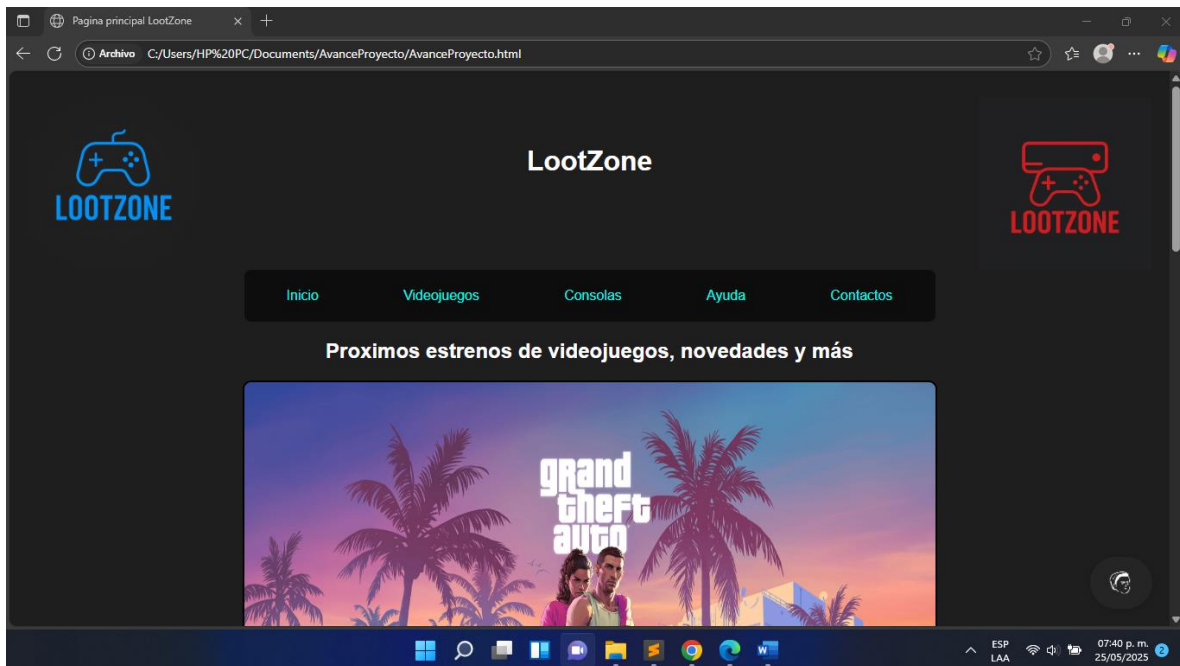 Pagina principal LootZone
Archivo C:/Users/HP%20PC/Documents/AvanceProyecto/AvanceProyecto.html
LOOTZONE
LootZone
LOOTZONE
Inicio Videojuegos Consolas Ayuda Contactos
Proximos estrenos de videojuegos, novedades y más
grand
theft
auto
ESP
LAA
07:40 p. m.
25/05/2025
2